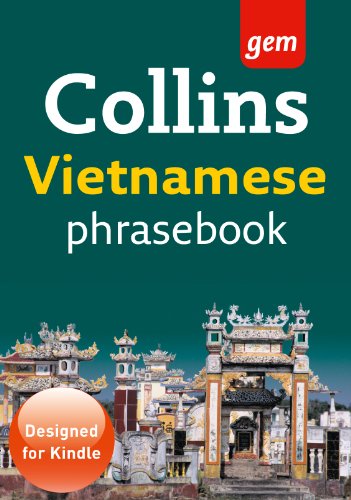 gem
Collins
Vietnamese
phrasebook
Designed
for Kindle